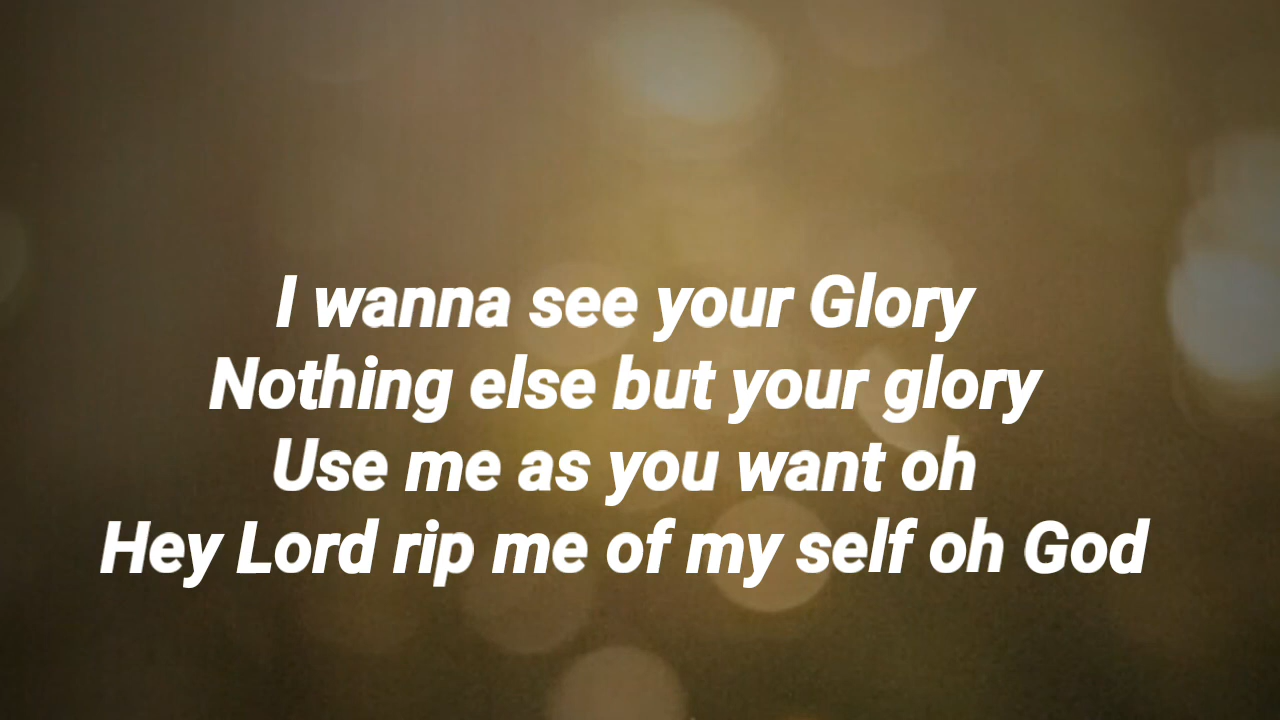 I wanna see your Glory
Nothing else but your glory
Use me as you want oh
Hey Lord rip me of my self oh God